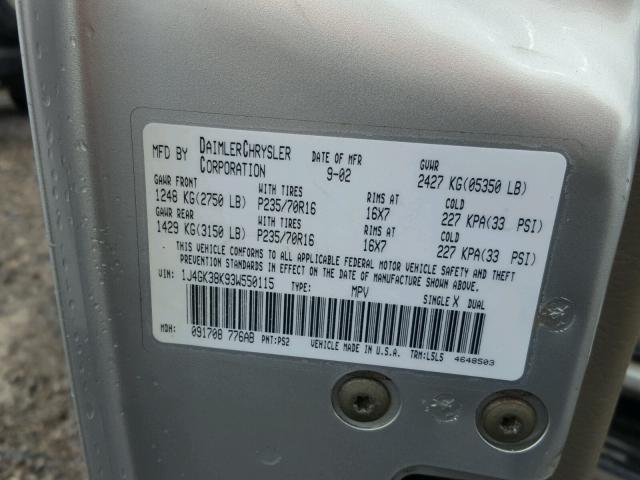 MFD BY DAIMLERCHRYSLER CORPORATION DATE OF MFR 9-02 GVWR 2427 KG(05350 LB)
GAWR FRONT WITH TIRES RIMS AT COLD
1248 KG(2750 LB) P235/70R16 16X7 227 KPA(33 PSI)
GAWR REAR WITH TIRES RIMS AT COLD
1429 KG(3150 LB) P235/70R16 16X7 227 KPA(33 PSI)
THIS VEHICLE CONFORMS TO ALL APPLICABLE FEDERAL MOTOR VEHICLE SAFETY AND THEFT
PREVENTION STANDARDS IN EFFECT ON THE DATE OF MANUFACTURE SHOWN ABOVE.
VIN: 1J4GK38K93W550115 TYPE: MPV SINGLE X DUAL
MDH: 091708 776AB PNT:PS2 VEHICLE MADE IN U.S.A. TRM:L5L5 4648503